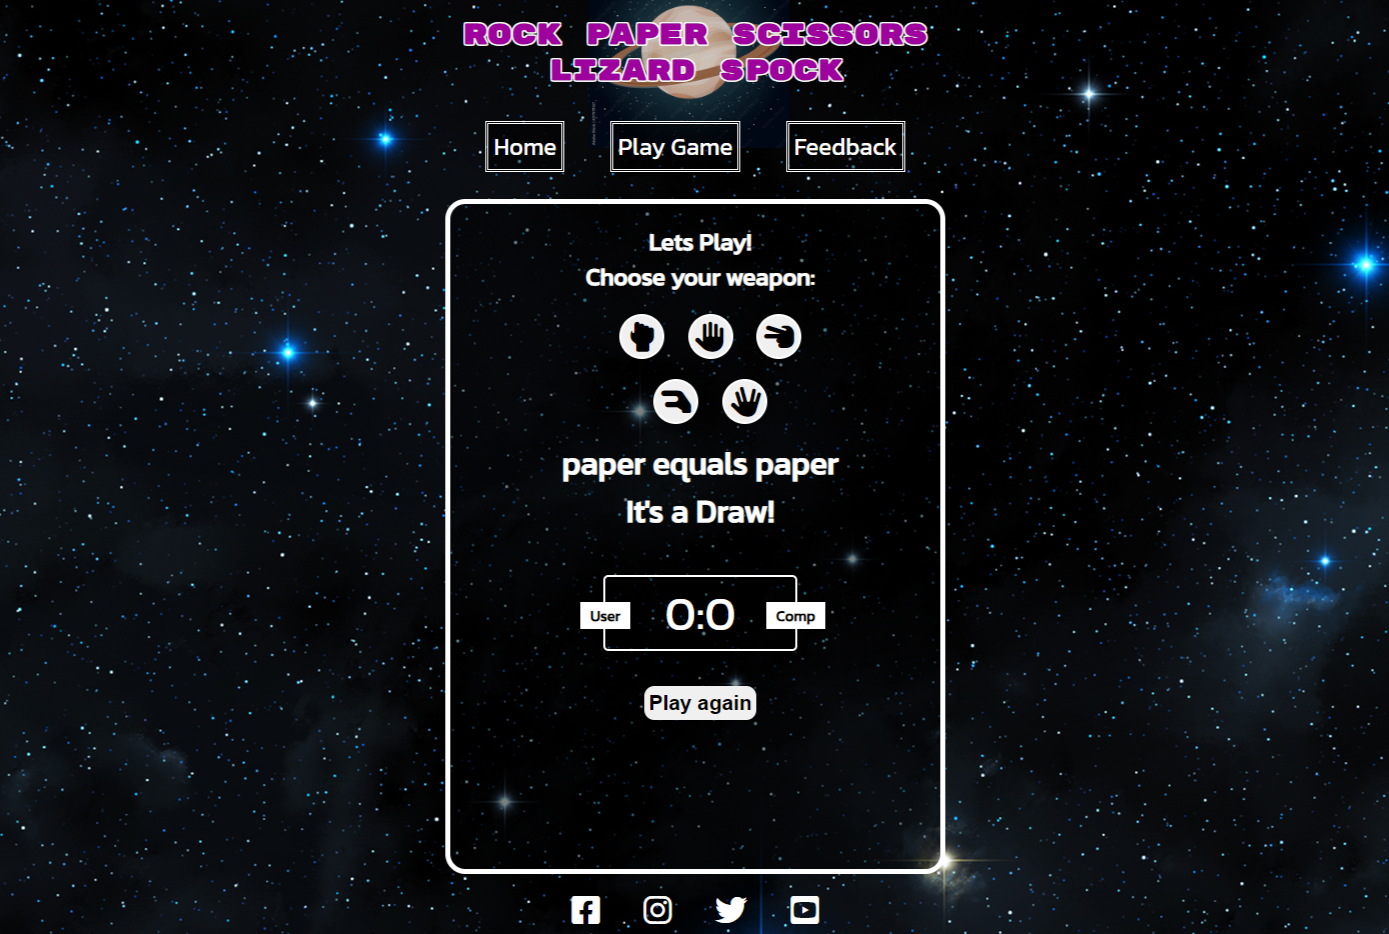 ROCK PAPER SCISSORS
LIZARD SPOCK
Home
Play Game
Feedback
Lets Play!
Choose your weapon:
paper equals paper
It's a Draw!
User
0:0
Comp
Play again